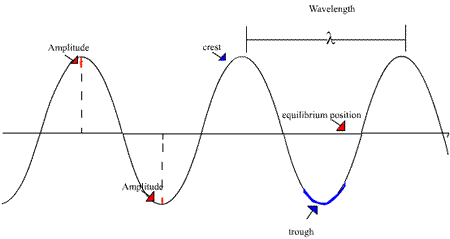 Wavelength
Amplitude
crest
λ
equilibrium position
Amplitude
trough